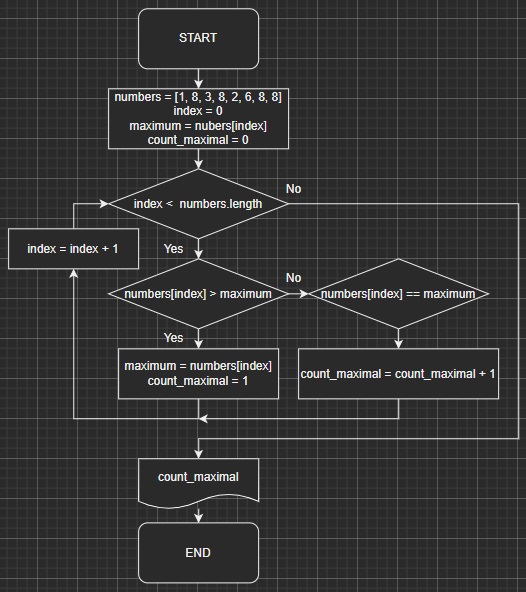 START
numbers = [1, 8, 3, 8, 2, 6, 8, 8]
index = 0
maximum = nubers[index]
count_maximal = 0
No
index < numbers.length
index = index + 1
Yes
No
numbers[index] > maximum
numbers[index] == maximum
Yes
maximum = numbers[index]
count_maximal = 1
count_maximal = count_maximal + 1
count_maximal
END